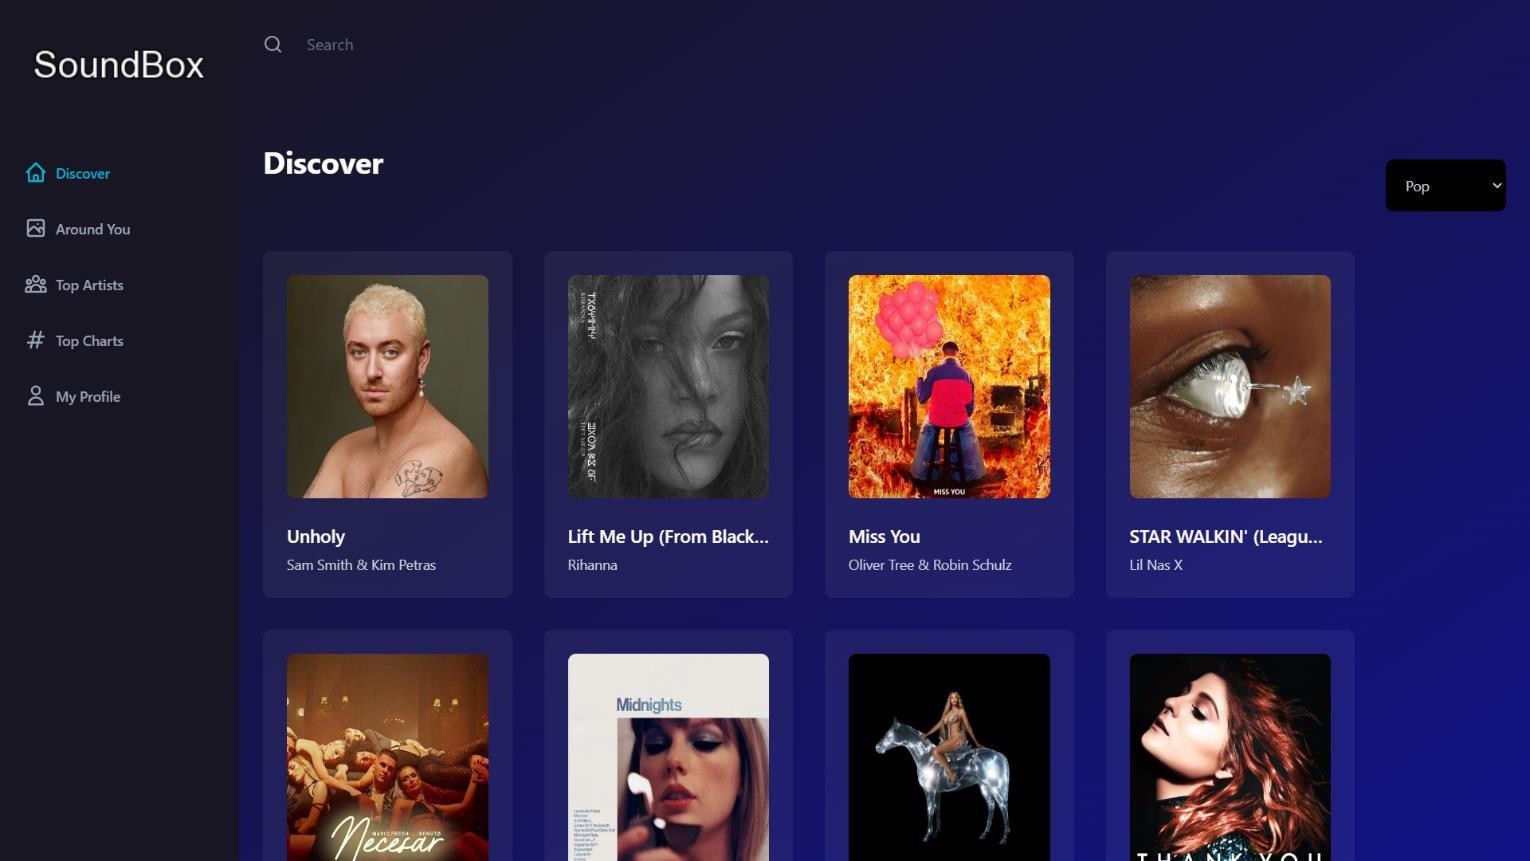 SoundBox
Search
Discover
Around You
Top Artists
Top Charts
My Profile
Discover
Pop
MISS YOU
Unholy
Sam Smith & Kim Petras
Lift Me Up (From Black...
Rihanna
Miss You
Oliver Tree & Robin Schulz
STAR WALKIN' (Leagu...
Lil Nas X
MARIO FRESH RENVTØ
Necesar
Midnights
THANK YOU